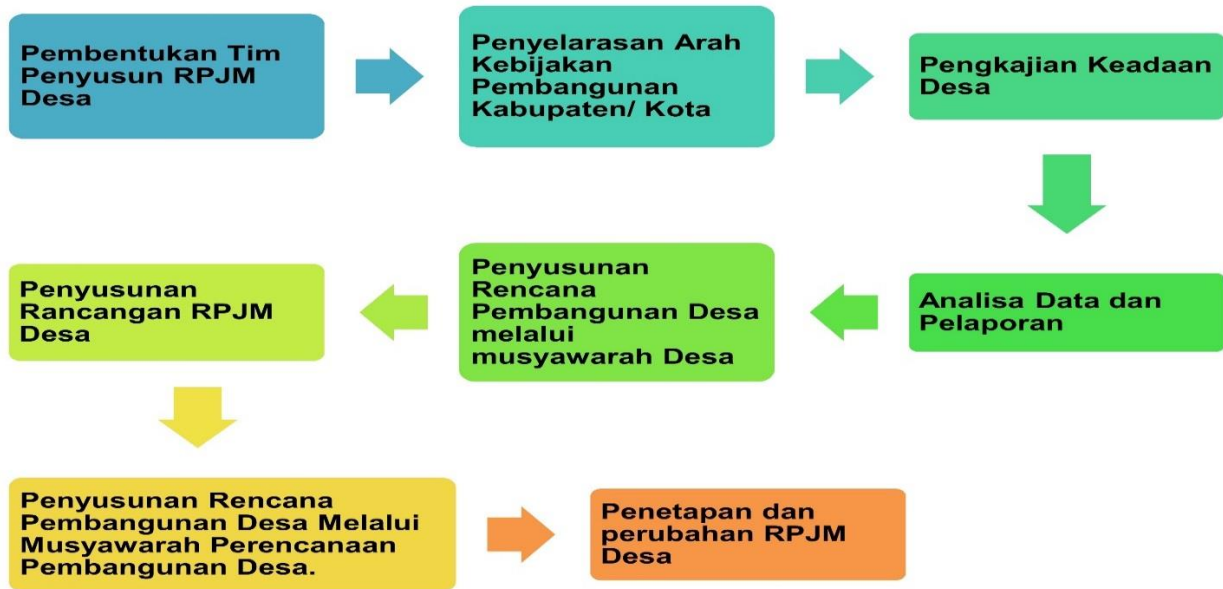 Pembentukan Tim
Penyusun RPJM
Desa
Penyelarasan Arah
Kebijakan
Pembangunan
Kabupaten/ Kota
Pengkajian Keadaan
Desa
Analisa Data dan
Pelaporan
Penyusunan
Rencana
Pembangunan Desa
melalui
musyawarah Desa
Penyusunan
Rancangan RPJM
Desa
Penyusunan Rencana
Pembangunan Desa Melalui
Musyawarah Perencanaan
Pembangunan Desa.
Penetapan dan
perubahan RPJM
Desa